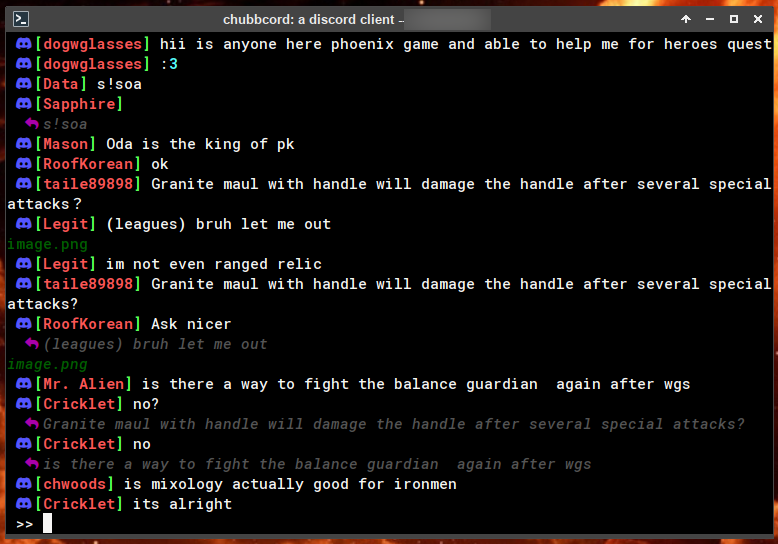 chubbcord: a discord client –
[dogwglasses] hii is anyone here phoenix game and able to help me for heroes quest
[dogwglasses] :3
[Data] s!soa
[Sapphire]
s!soa
[Mason] Oda is the king of pk
[RoofKorean] ok
[taile89898] Granite maul with handle will damage the handle after several special
attacks？
[Legit] (leagues) bruh let me out
image.png
[Legit] im not even ranged relic
[taile89898] Granite maul with handle will damage the handle after several special
attacks?
[RoofKorean] Ask nicer
(leagues) bruh let me out
image.png
[Mr. Alien] is there a way to fight the balance guardian  again after wgs
[Cricklet] no?
Granite maul with handle will damage the handle after several special attacks?
[Cricklet] no
is there a way to fight the balance guardian  again after wgs
[chwoods] is mixology actually good for ironmen
[Cricklet] its alright
>>